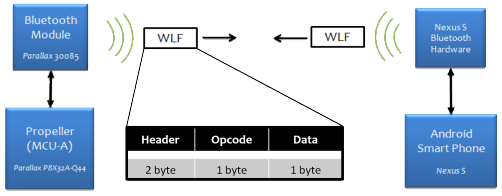 Bluetooth
Module
Parallax 30085
WLF
WLF
Nexus S
Bluetooth
Hardware
Propeller
(MCU-A)
Parallax P8X32A-Q44
Header Opcode Data
2 byte 1 byte 1 byte
Android
Smart Phone
Nexus S